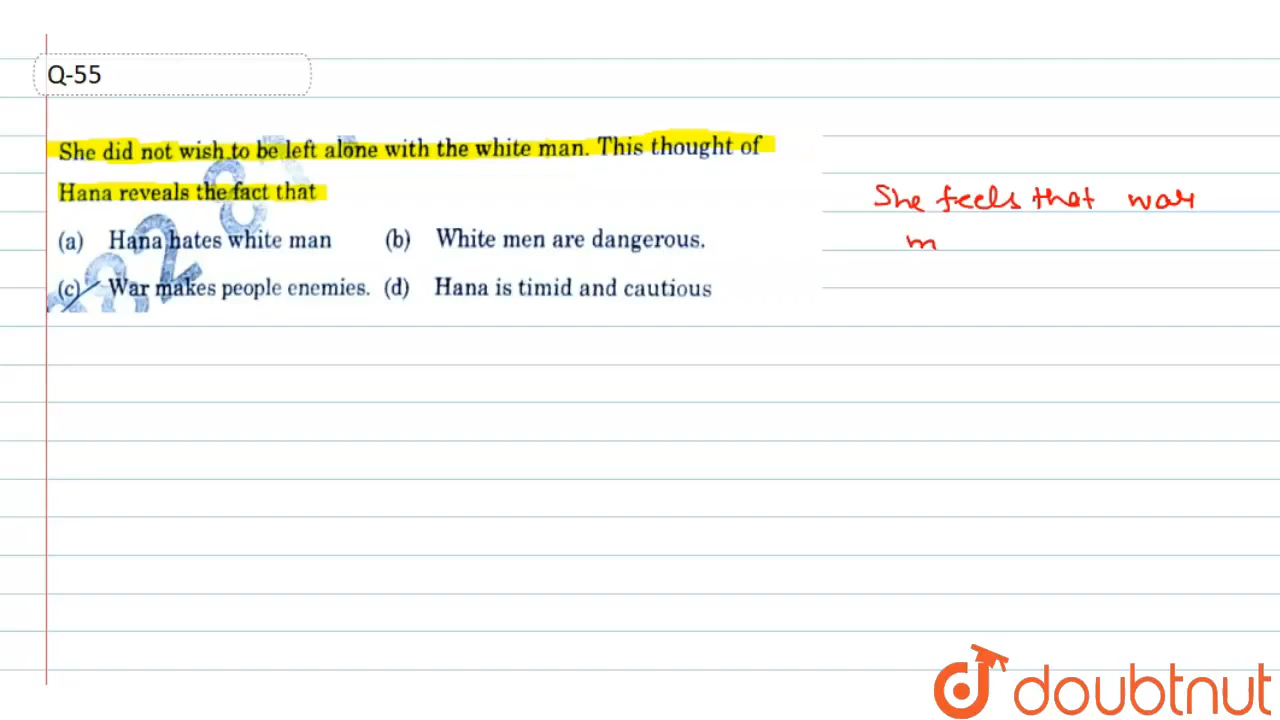 Q-55
She did not wish to be left alone with the white man. This thought of
Hana reveals the fact that
(a) Hana hates white man (b) White men are dangerous.
(c) War makes people enemies. (d) Hana is timid and cautious
She feels that war
m
doubtnut